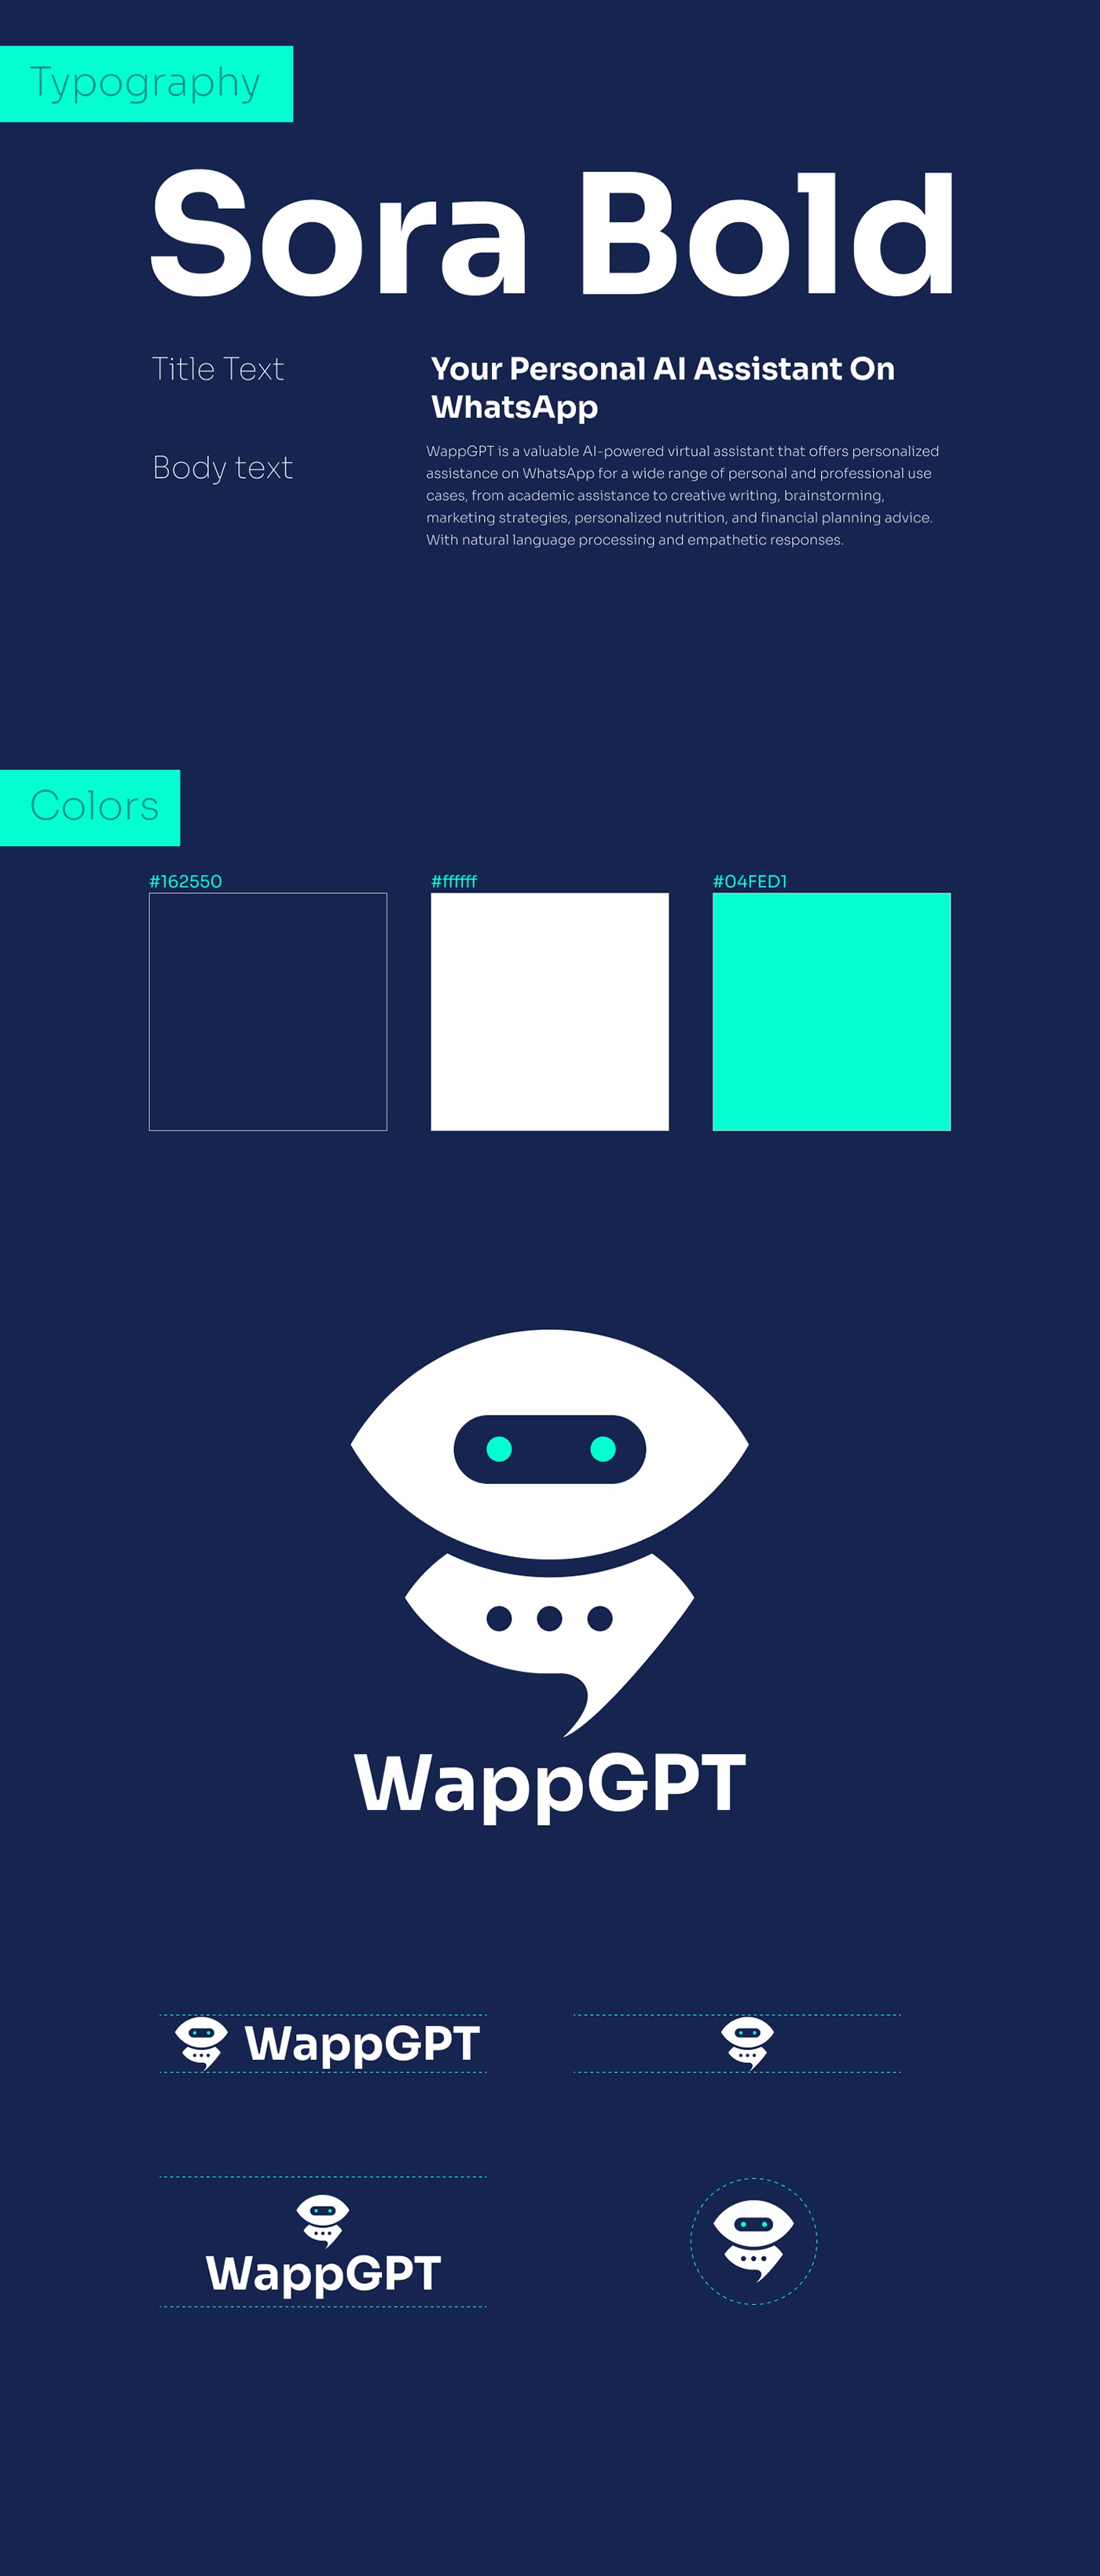 Typography
Sora Bold
Title Text
Your Personal AI Assistant On
WhatsApp
Body text
WappGPT is a valuable AI-powered virtual assistant that offers personalized
assistance on WhatsApp for a wide range of personal and professional use
cases, from academic assistance to creative writing, brainstorming,
marketing strategies, personalized nutrition, and financial planning advice.
With natural language processing and empathetic responses.
Colors
#162550
#ffffff
#04FED1
WappGPT
WappGPT
WappGPT